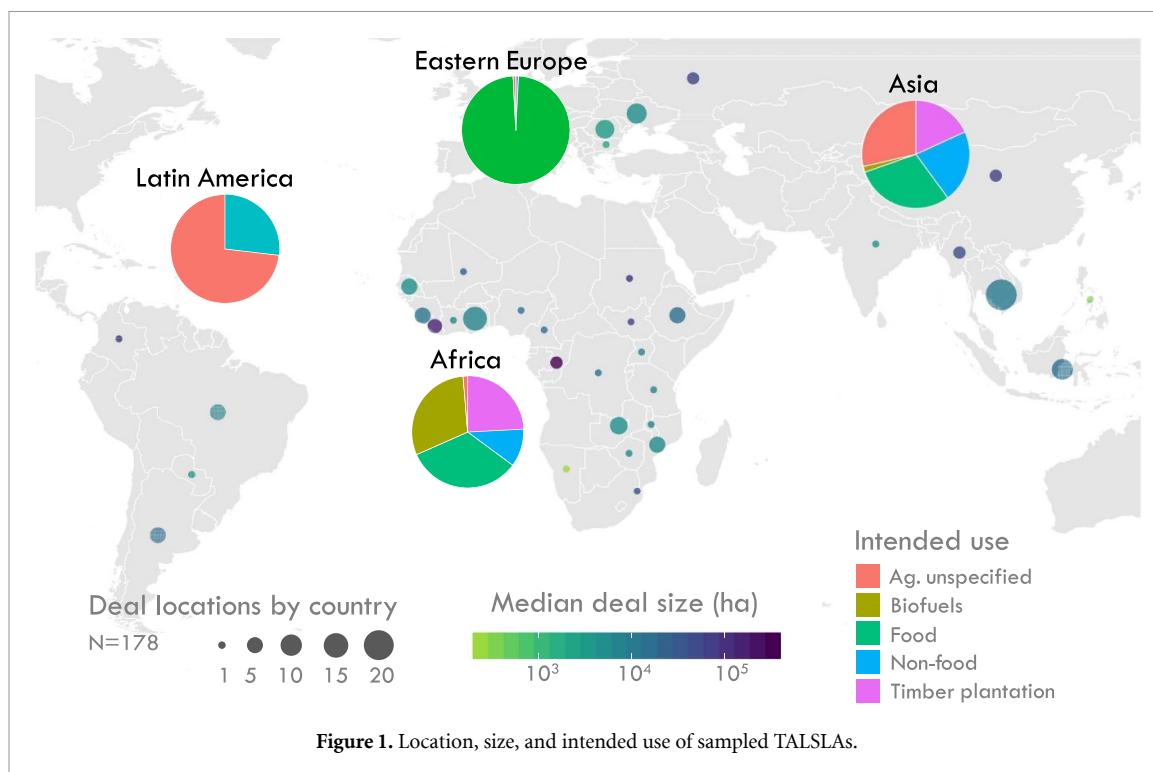 Eastern Europe
Asia
Latin America
Africa
Deal locations by country
N=178
1 5 10 15 20
Median deal size (ha)
10³ 10⁴ 10⁵
Intended use
Ag. unspecified
Biofuels
Food
Non-food
Timber plantation
Figure 1. Location, size, and intended use of sampled TALSLAs.